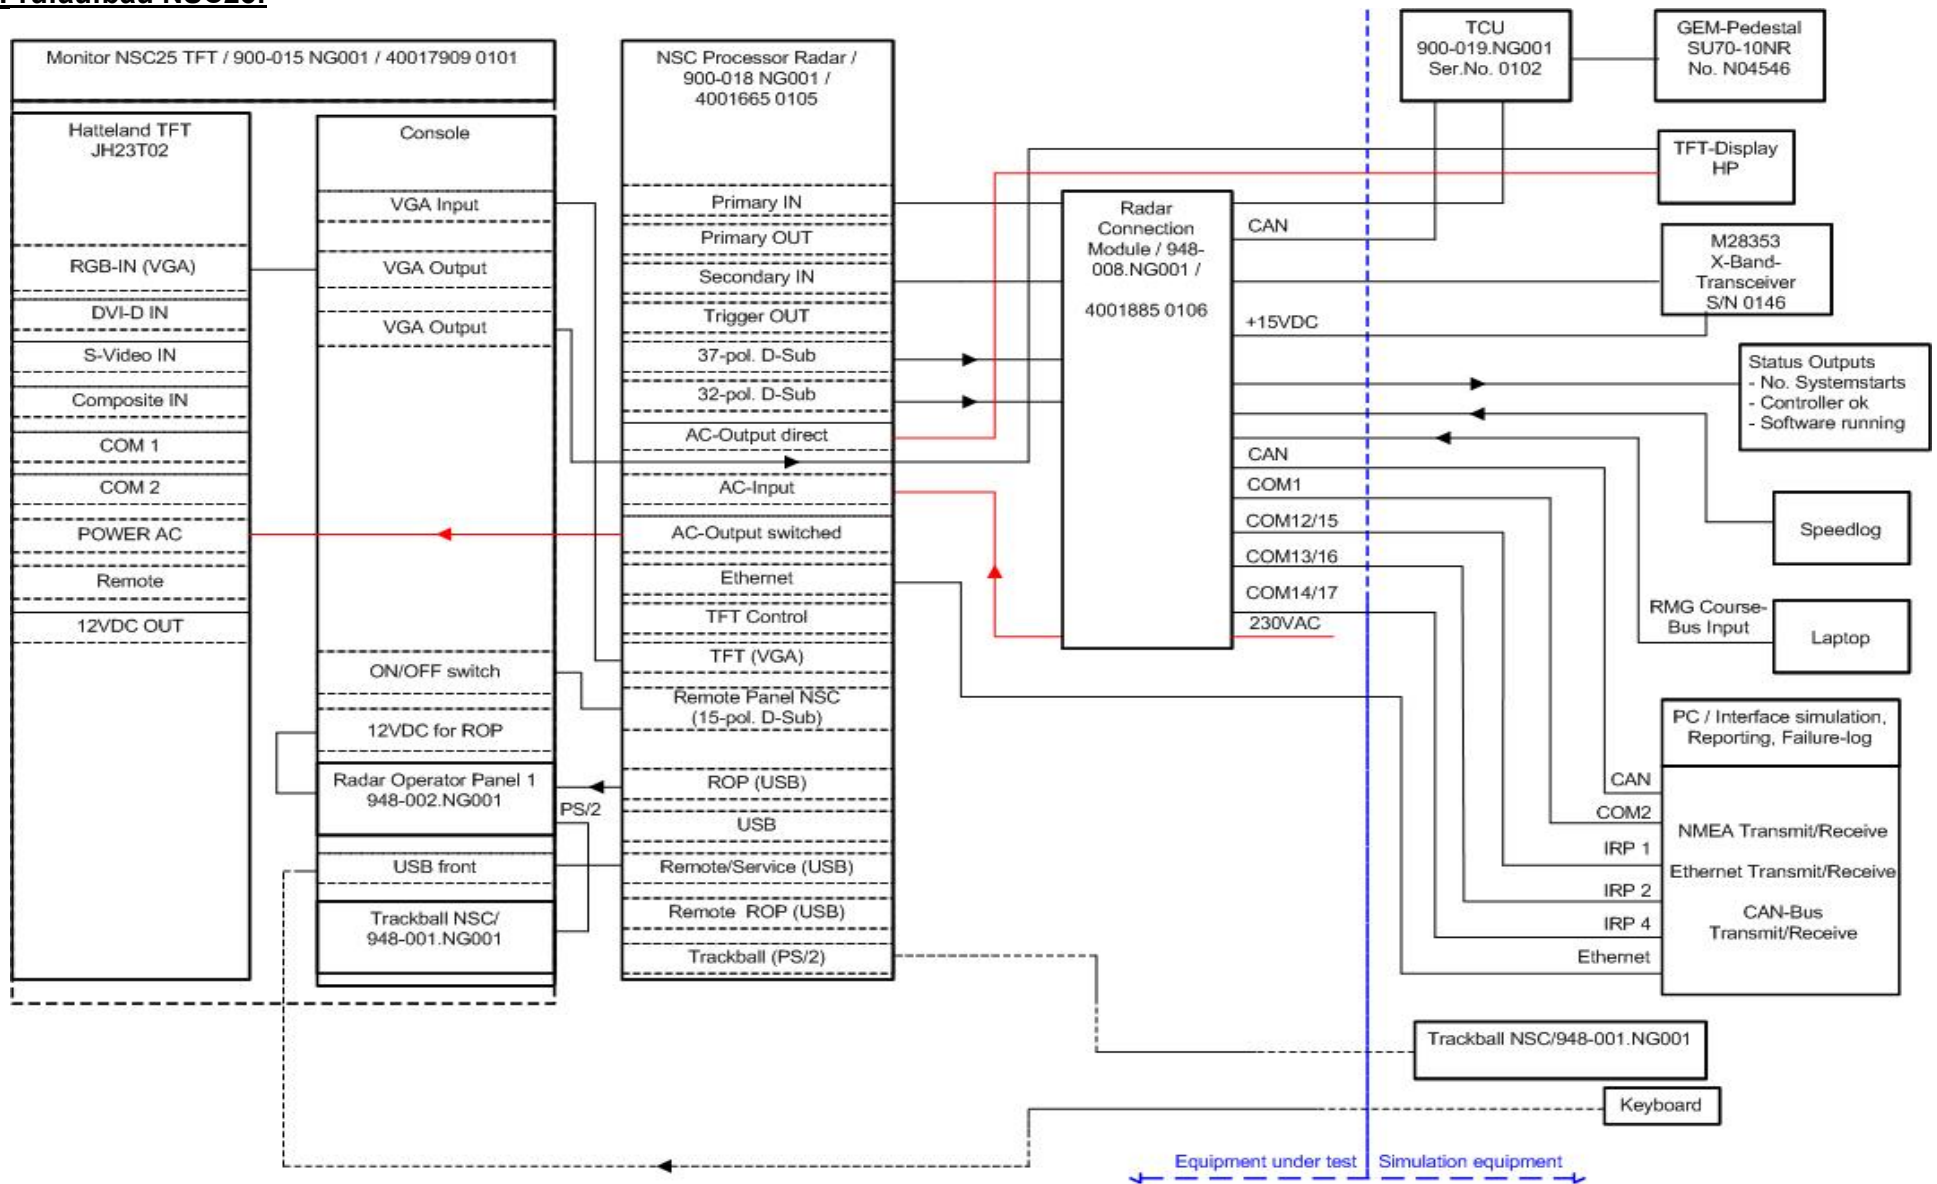 NSC25:
Monitor NSC25 TFT / 900-015 NG001 / 40017909 0101
Hatteland TFT
JH23T02
RGB-IN (VGA)
DVI-D IN
S-Video IN
Composite IN
COM 1
COM 2
POWER AC
Remote
12VDC OUT
Console
VGA Input
VGA Output
VGA Output
ON/OFF switch
12VDC for ROP
Radar Operator Panel 1
948-002.NG001
PS/2
USB front
Trackball NSC/
948-001.NG001
NSC Processor Radar /
900-018 NG001 /
4001665 0105
Primary IN
Primary OUT
Secondary IN
Trigger OUT
37-pol. D-Sub
32-pol. D-Sub
AC-Output direct
AC-Input
AC-Output switched
Ethernet
TFT Control
TFT (VGA)
Remote Panel NSC
(15-pol. D-Sub)
ROP (USB)
USB
Remote/Service (USB)
Remote ROP (USB)
Trackball (PS/2)
Radar
Connection
Module / 948-
008.NG001 /
4001885 0106
CAN
+15VDC
CAN
COM1
COM12/15
COM13/16
COM14/17
230VAC
TCU
900-019.NG001
Ser.No. 0102
GEM-Pedestal
SU70-10NR
No. N04546
TFT-Display
HP
M28353
X-Band-
Transceiver
S/N 0146
Status Outputs
- No. Systemstarts
- Controller ok
- Software running
Speedlog
RMG Course-
Bus Input
Laptop
PC / Interface simulation,
Reporting, Failure-log
CAN
COM2
IRP 1
IRP 2
IRP 4
Ethernet
NMEA Transmit/Receive
Ethernet Transmit/Receive
CAN-Bus
Transmit/Receive
Trackball NSC/948-001.NG001
Keyboard
Equipment under test
Simulation equipment